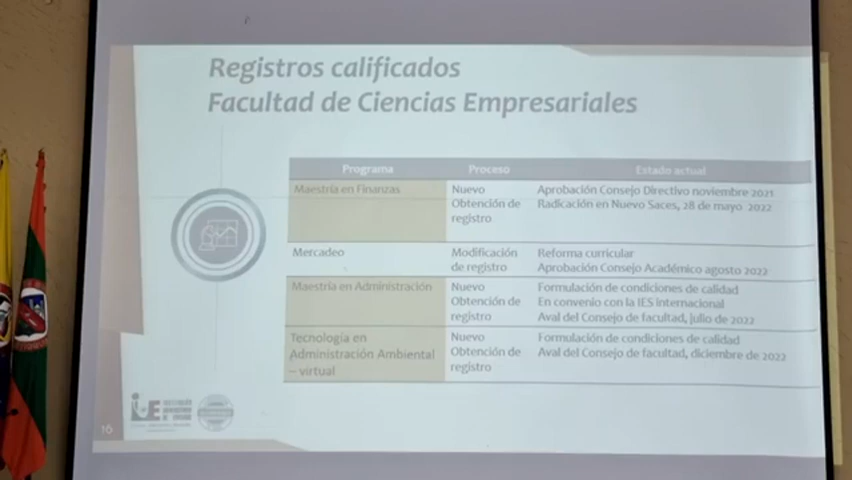 Registros calificados
Facultad de Ciencias Empresariales
Programa Proceso Estado actual
Maestría en Finanzas Nuevo Aprobación Consejo Directivo noviembre 2021
Obtención de Radicación en Nuevo Saces, 28 de mayo 2022
registro
Mercadeo Modificación Reforma curricular
de registro Aprobación Consejo Académico agosto 2022
Maestría en Administración Nuevo Formulación de condiciones de calidad
Obtención de En convenio con la IES internacional
registro Aval del Consejo de facultad, julio de 2022
Tecnología en Nuevo Formulación de condiciones de calidad
Administración Ambiental Obtención de Aval del Consejo de facultad, diciembre de 2022
– virtual registro
IUE
16